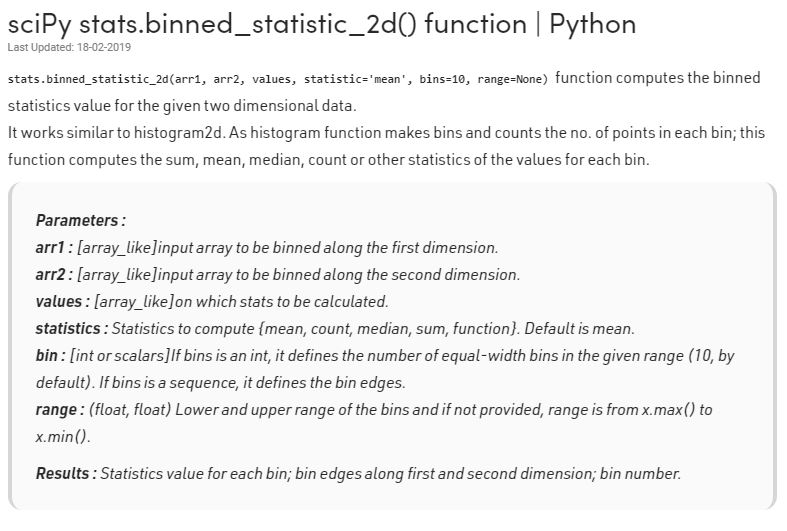 sciPy stats.binned_statistic_2d() function | Python
Last Updated: 18-02-2019
stats.binned_statistic_2d(arr1, arr2, values, statistic='mean', bins=10, range=None) function computes the binned
statistics value for the given two dimensional data.
It works similar to histogram2d. As histogram function makes bins and counts the no. of points in each bin; this
function computes the sum, mean, median, count or other statistics of the values for each bin.
Parameters :
arr1 : [array_like]input array to be binned along the first dimension.
arr2 : [array_like]input array to be binned along the second dimension.
values : [array_like]on which stats to be calculated.
statistics : Statistics to compute {mean, count, median, sum, function}. Default is mean.
bin : [int or scalars]If bins is an int, it defines the number of equal-width bins in the given range (10, by
default). If bins is a sequence, it defines the bin edges.
range : (float, float) Lower and upper range of the bins and if not provided, range is from x.max() to
x.min().
Results : Statistics value for each bin; bin edges along first and second dimension; bin number.